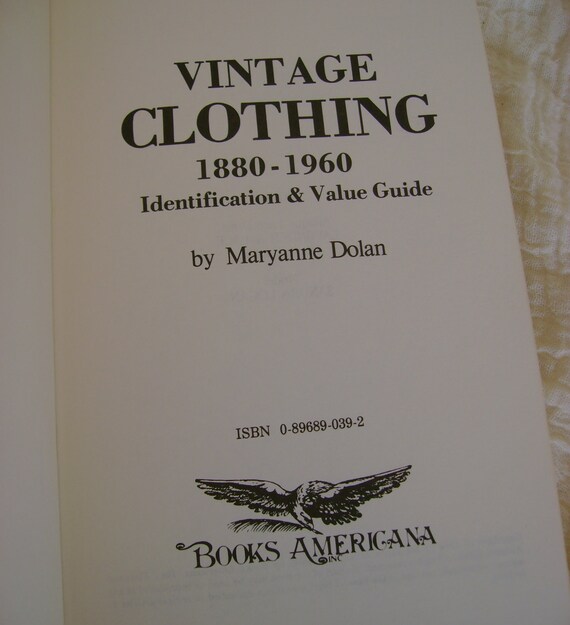 VINTAGE
CLOTHING
1880-1960
Identification & Value Guide
by Maryanne Dolan
ISBN 0-89689-039-2
BOOKS AMERICANA
INC